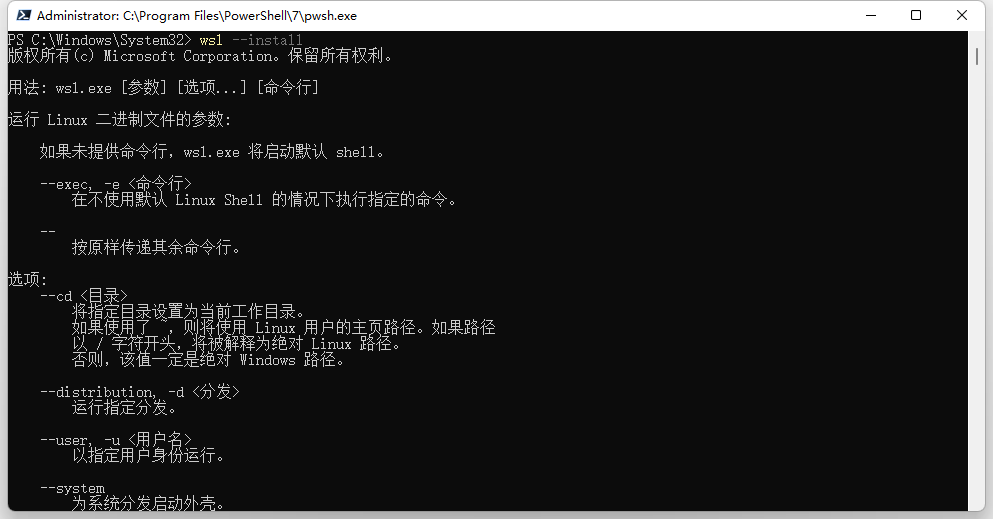 Administrator: C:\Program Files\PowerShell\7\pwsh.exe
PS C:\Windows\System32> wsl --install
版权所有(c) Microsoft Corporation。保留所有权利。
用法: wsl.exe [参数] [选项...] [命令行]
运行 Linux 二进制文件的参数:
如果未提供命令行，wsl.exe 将启动默认 shell。
--exec, -e <命令行>
在不使用默认 Linux Shell 的情况下执行指定的命令。
--
按原样传递其余命令行。
选项:
--cd <目录>
将指定目录设置为当前工作目录。
如果使用了 ~，则将使用 Linux 用户的主页路径。如果路径
以 / 字符开头，将被解释为绝对 Linux 路径。
否则，该值一定是绝对 Windows 路径。
--distribution, -d <分发>
运行指定分发。
--user, -u <用户名>
以指定用户身份运行。
--system
为系统分发启动外壳。